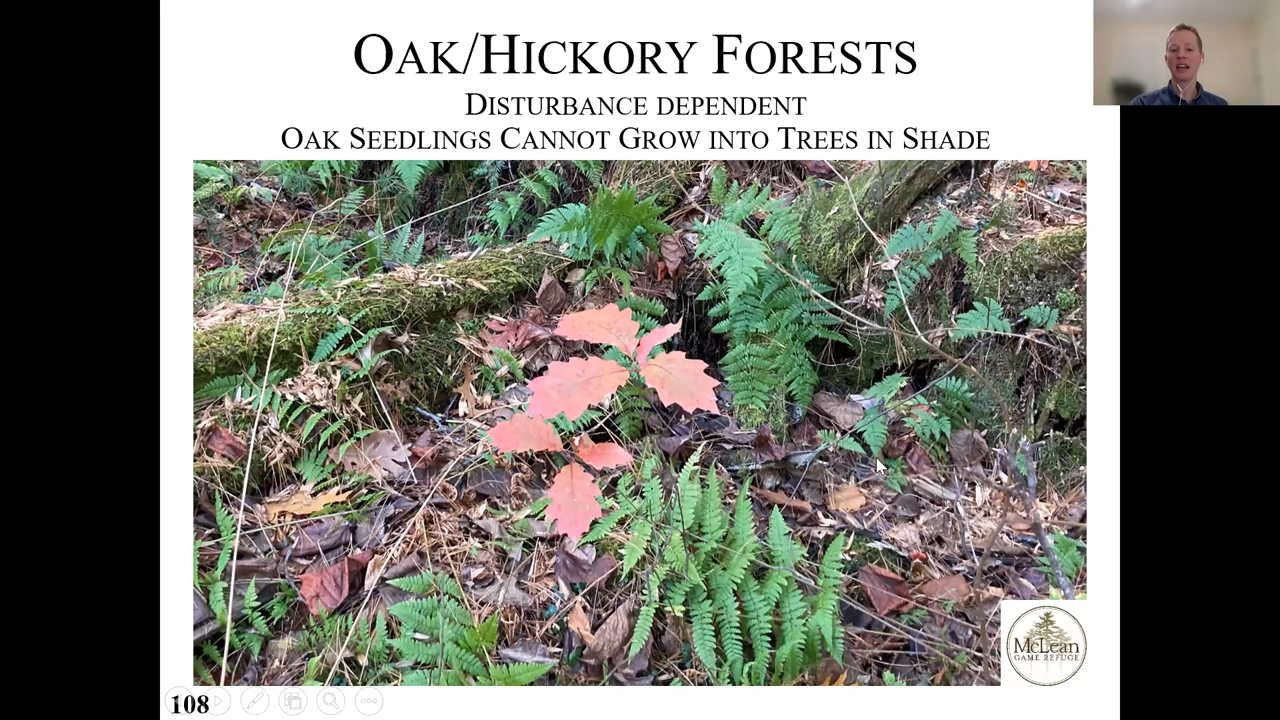 OAK/HICKORY FORESTS
DISTURBANCE DEPENDENT
OAK SEEDLINGS CANNOT GROW INTO TREES IN SHADE
McLean
GAME REFUGE
108